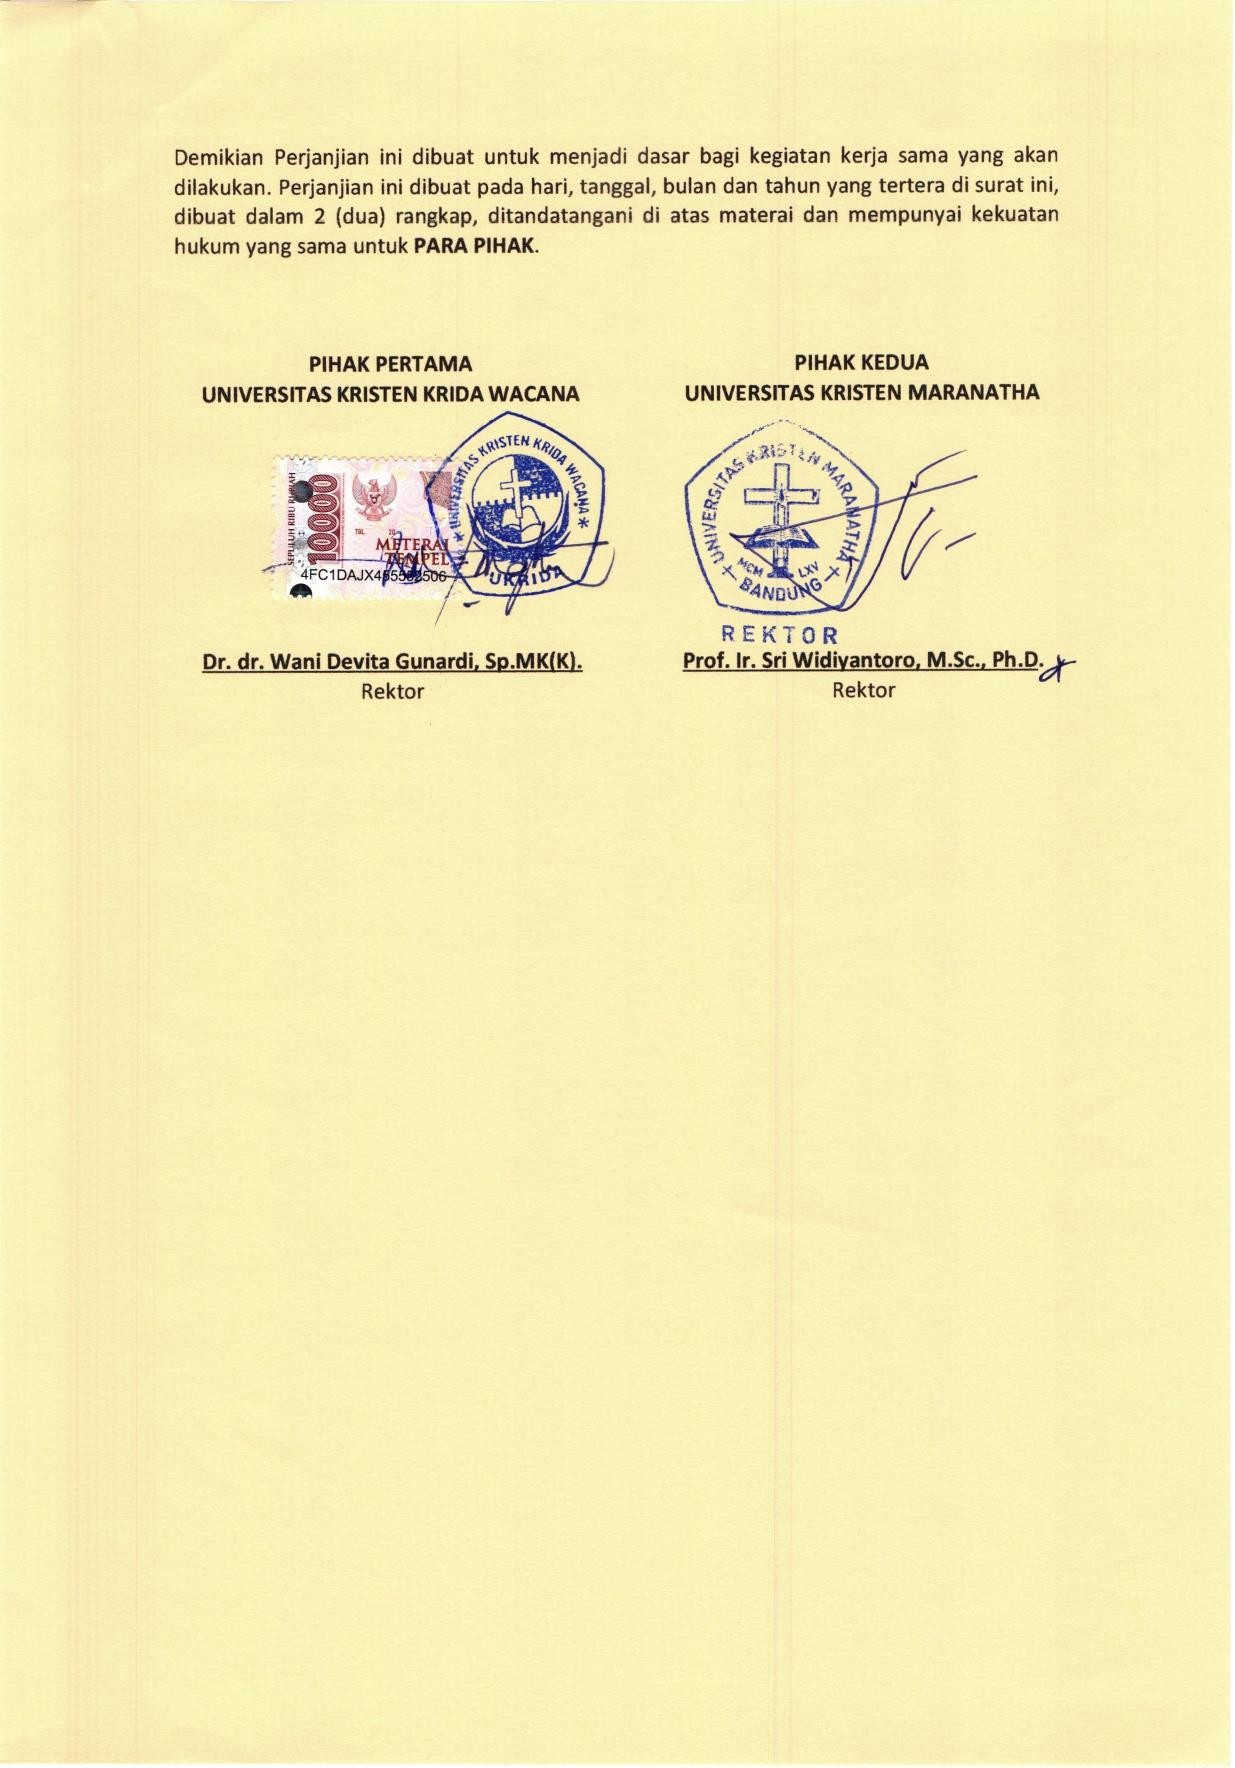 Demikian Perjanjian ini dibuat untuk menjadi dasar bagi kegiatan kerja sama yang akan
dilakukan. Perjanjian ini dibuat pada hari, tanggal, bulan dan tahun yang tertera di surat ini,
dibuat dalam 2 (dua) rangkap, ditandatangani di atas materai dan mempunyai kekuatan
hukum yang sama untuk PARA PIHAK.
PIHAK PERTAMA
UNIVERSITAS KRISTEN KRIDA WACANA
PIHAK KEDUA
UNIVERSITAS KRISTEN MARANATHA
SEPULUH RIBU RUPIAH
10000
TGL. 20
METERAI
TEMPEL
* UNIVERSITAS KRISTEN KRIDA WACANA *
UKRIDA
UNIVERSITAS KRISTEN MARANATHA
MCM LXV
BANDUNG
REKTOR
Dr. dr. Wani Devita Gunardi, Sp.MK(K).
Rektor
Prof. Ir. Sri Widiyantoro, M.Sc., Ph.D.
Rektor